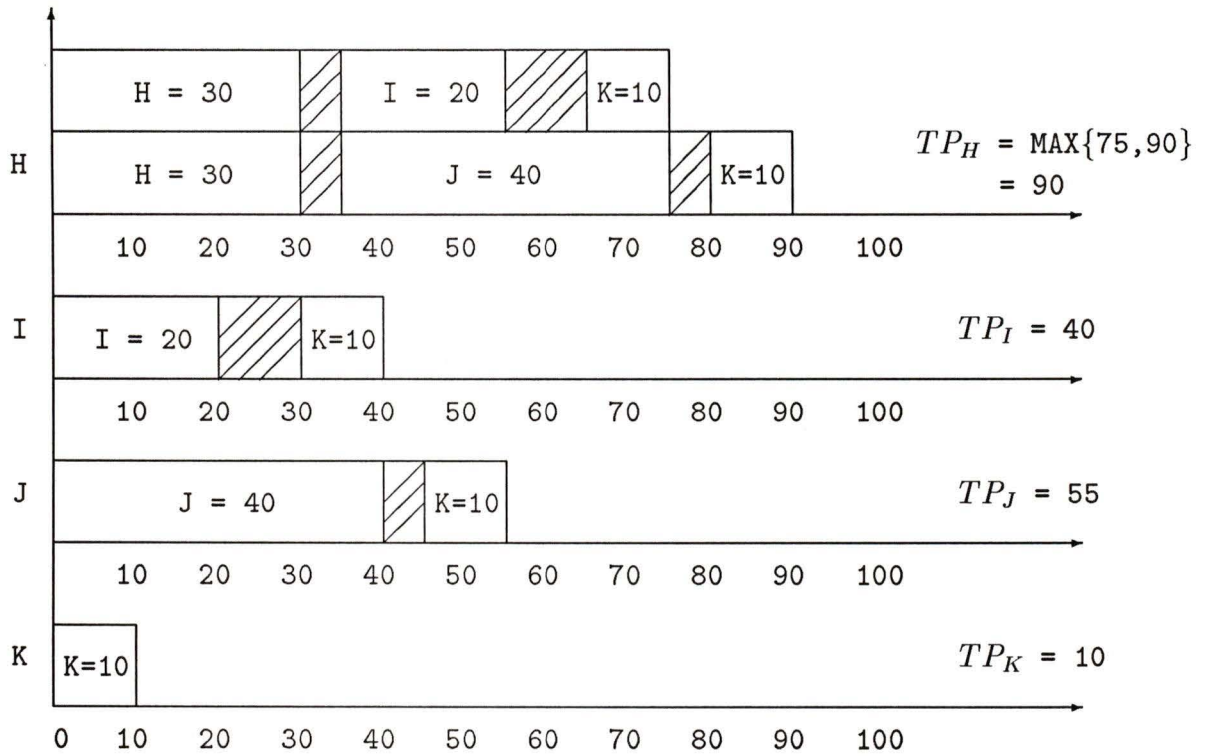 H = 30 I = 20 K=10
H
H = 30 J = 40 K=10
TP_H = MAX{75,90}
= 90
10 20 30 40 50 60 70 80 90 100
I
I = 20 K=10
TP_I = 40
10 20 30 40 50 60 70 80 90 100
J
J = 40 K=10
TP_J = 55
10 20 30 40 50 60 70 80 90 100
K
K=10
TP_K = 10
0 10 20 30 40 50 60 70 80 90 100